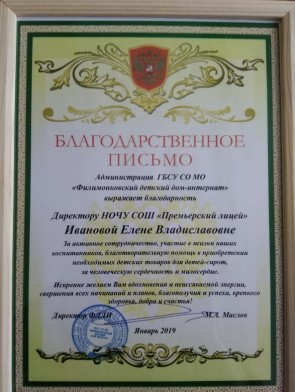 БЛАГОДАРСТВЕННОЕ
ПИСЬМО
Администрация ГБСУ СО МО
«Филимонковский детский дом-интернат»
выражает благодарность
Директору НОЧУ СОШ «Премьерский лицей»
Ивановой Елене Владиславовне
За активное сотрудничество, участие в жизни наших
воспитанников, благотворительную помощь в приобретении
необходимых детских товаров для детей-сирот,
за человеческую сердечность и милосердие.
Искренне желаем Вам вдохновения и неиссякаемой энергии,
свершения всех начинаний и планов, благополучия и успеха, крепкого
здоровья, добра и счастья!
Директор ФДДИ М.А. Маслов
Январь 2019